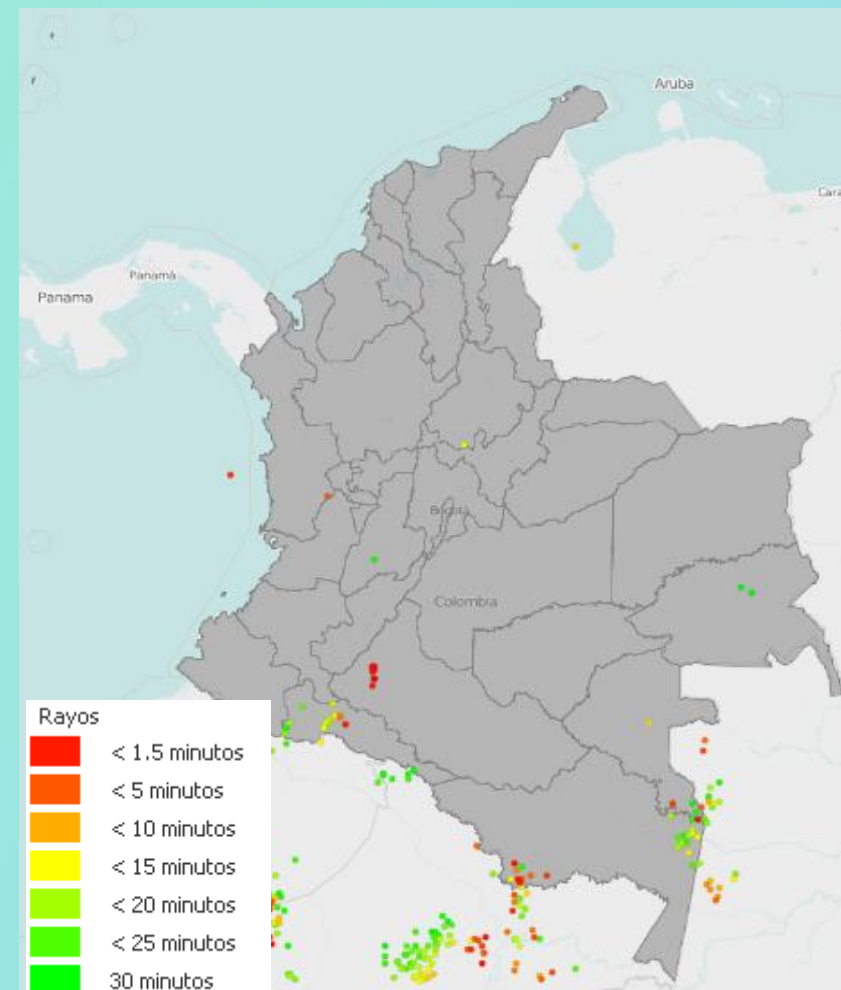 Aruba
Cara
Panamá
Panama
Bogotá
Colombia
Rayos
< 1.5 minutos
< 5 minutos
< 10 minutos
< 15 minutos
< 20 minutos
< 25 minutos
30 minutos